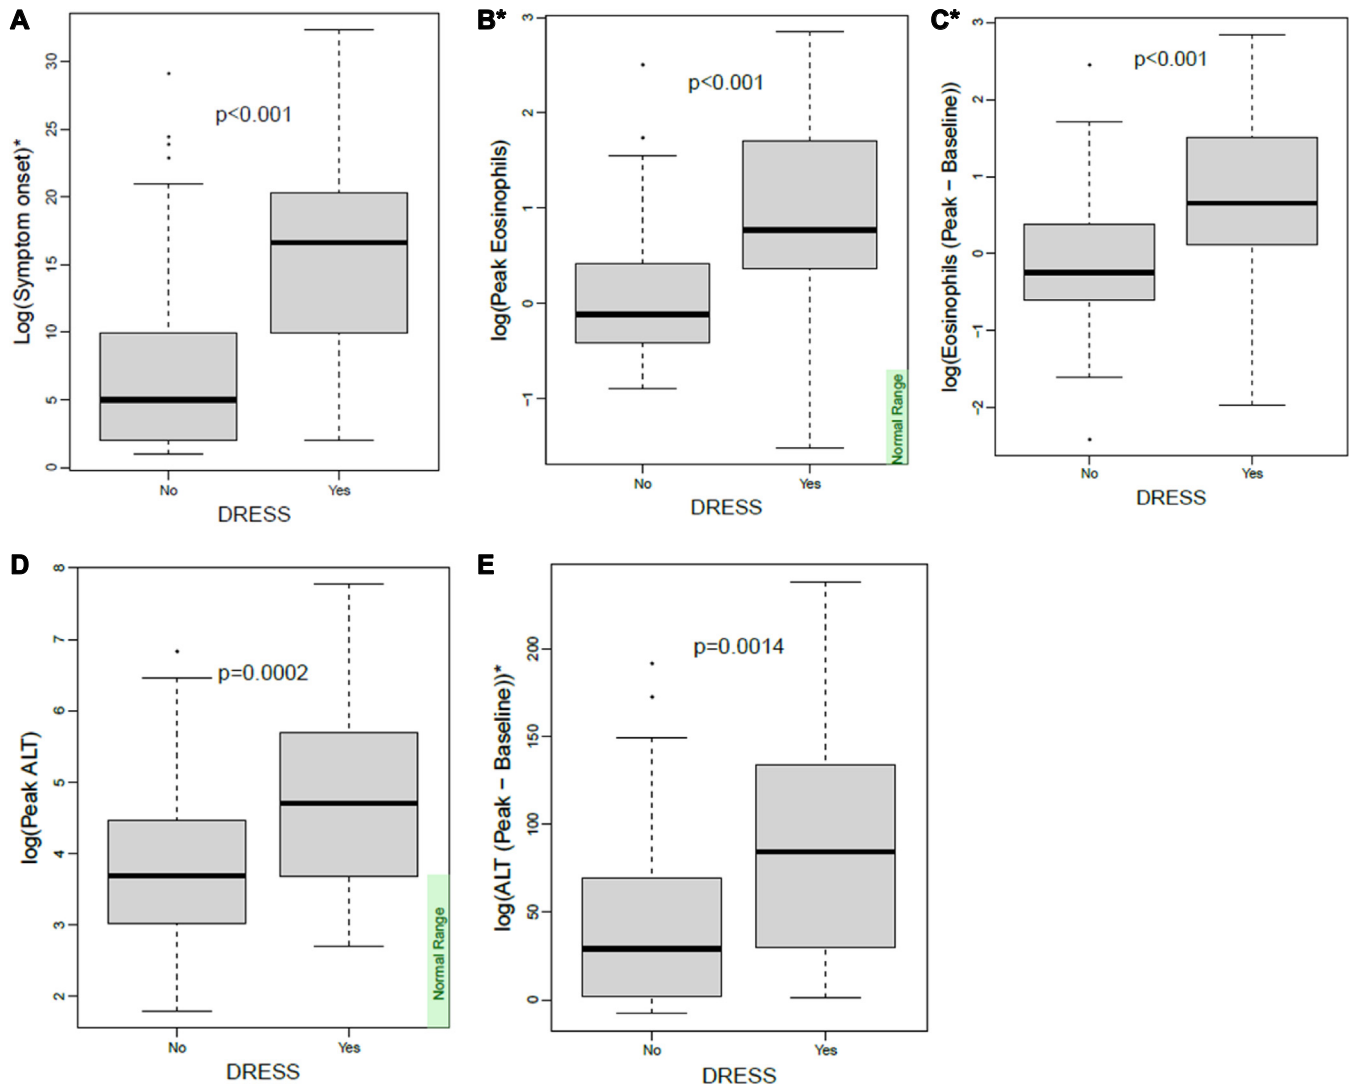 A
Log(Symptom onset)*
30
25
20
15
10
5
0
p<0.001
No
Yes
DRESS
B*
log(Peak Eosinophils)
3
2
1
0
−1
p<0.001
Normal Range
No
Yes
DRESS
C*
log(Eosinophils (Peak − Baseline))
3
2
1
0
−1
−2
p<0.001
No
Yes
DRESS
D
log(Peak ALT)
8
7
6
5
4
3
2
p=0.0002
Normal Range
No
Yes
DRESS
E
log(ALT (Peak − Baseline))*
200
150
100
50
0
p=0.0014
No
Yes
DRESS